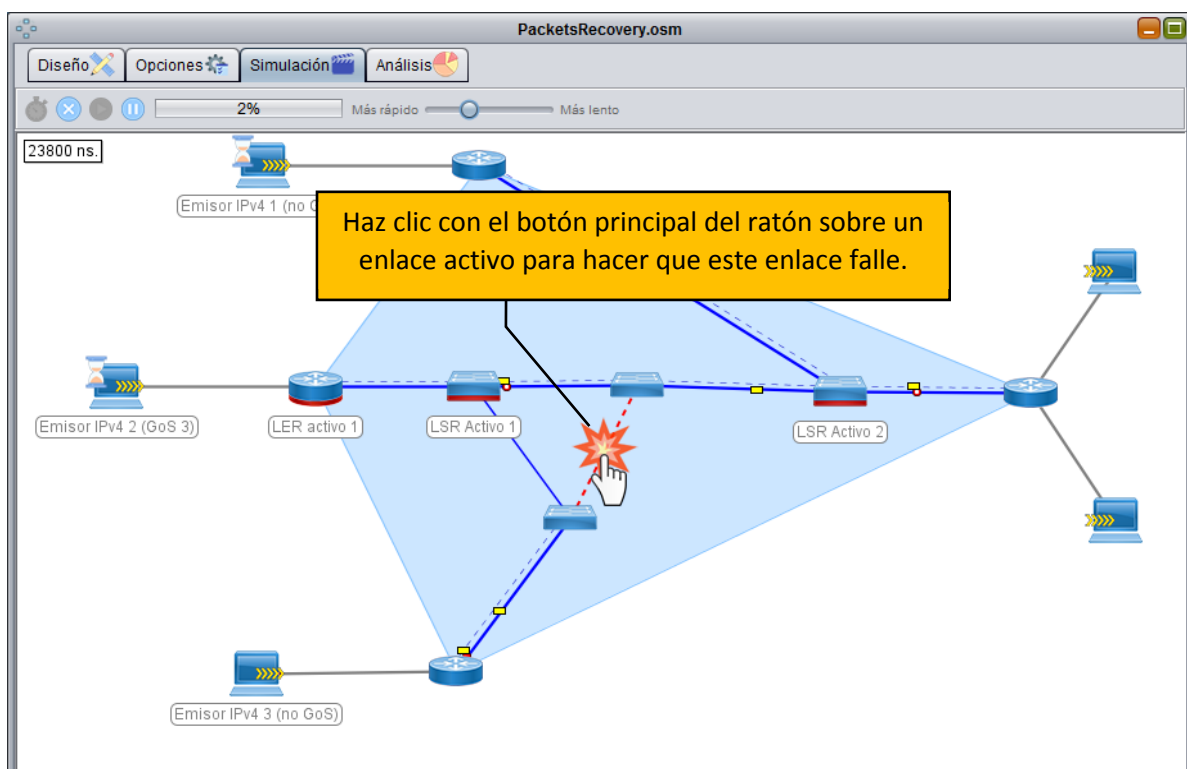 PacketsRecovery.osm
Diseño Opciones Simulación Análisis
2% Más rápido Más lento
23800 ns.
Emisor IPv4 1 (no
Haz clic con el botón principal del ratón sobre un
enlace activo para hacer que este enlace falle.
Emisor IPv4 2 (GoS 3)
LER activo 1
LSR Activo 1
LSR Activo 2
Emisor IPv4 3 (no GoS)